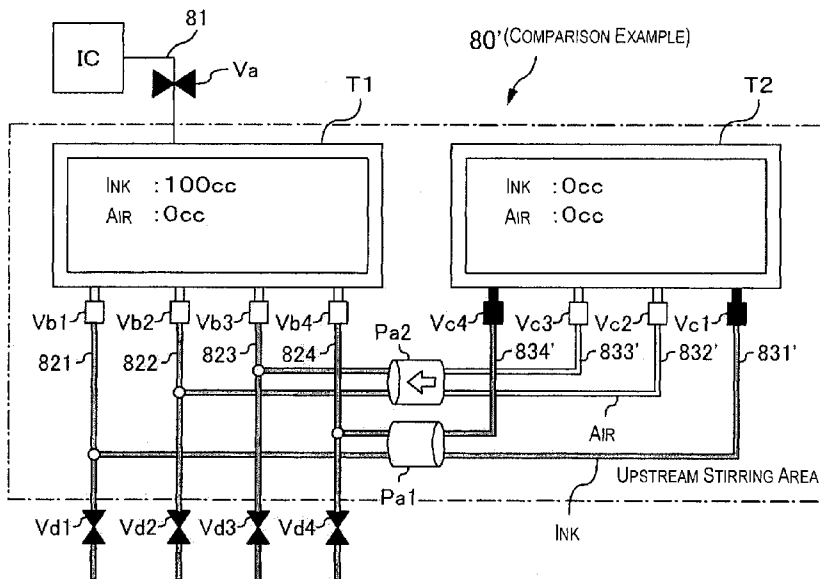 81
80' (COMPARISON EXAMPLE)
IC
Va
T1
T2
INK : 100cc
AIR : 0cc
INK : 0cc
AIR : 0cc
Vb1 Vb2 Vb3 Vb4 Pa2 Vc4 Vc3 Vc2 Vc1
821 822 823 824 834' 833' 832' 831'
AIR
Pa1
UPSTREAM STIRRING AREA
INK
Vd1 Vd2 Vd3 Vd4